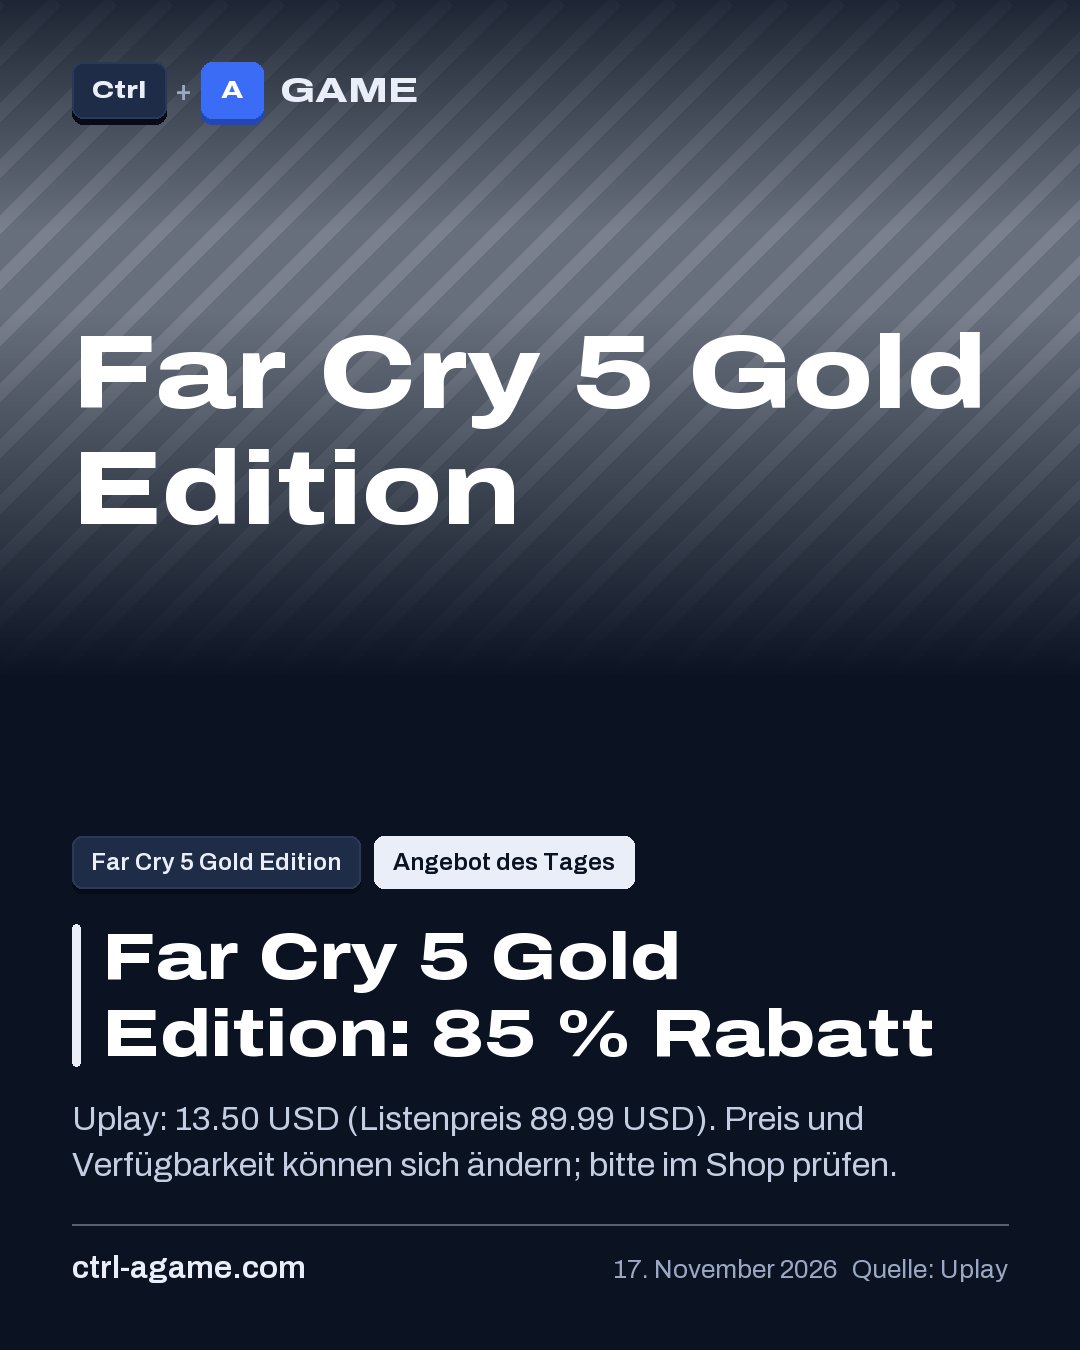 Ctrl + A GAME
Far Cry 5 Gold
Edition
Far Cry 5 Gold Edition Angebot des Tages
Far Cry 5 Gold
Edition: 85 % Rabatt
Uplay: 13.50 USD (Listenpreis 89.99 USD). Preis und
Verfügbarkeit können sich ändern; bitte im Shop prüfen.
ctrl-agame.com 17. November 2026 Quelle: Uplay